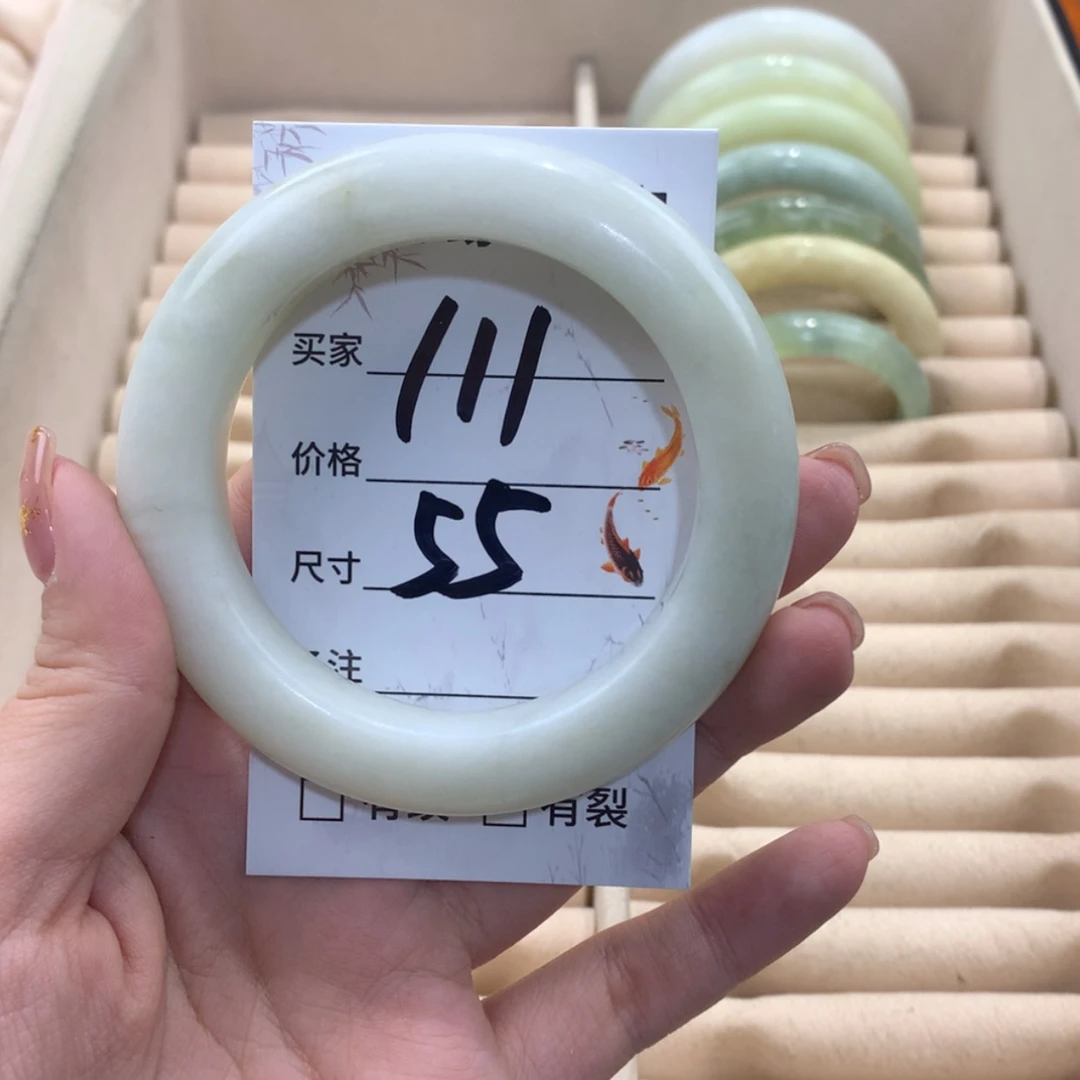 买家 111
价格
尺寸 55
注
有裂